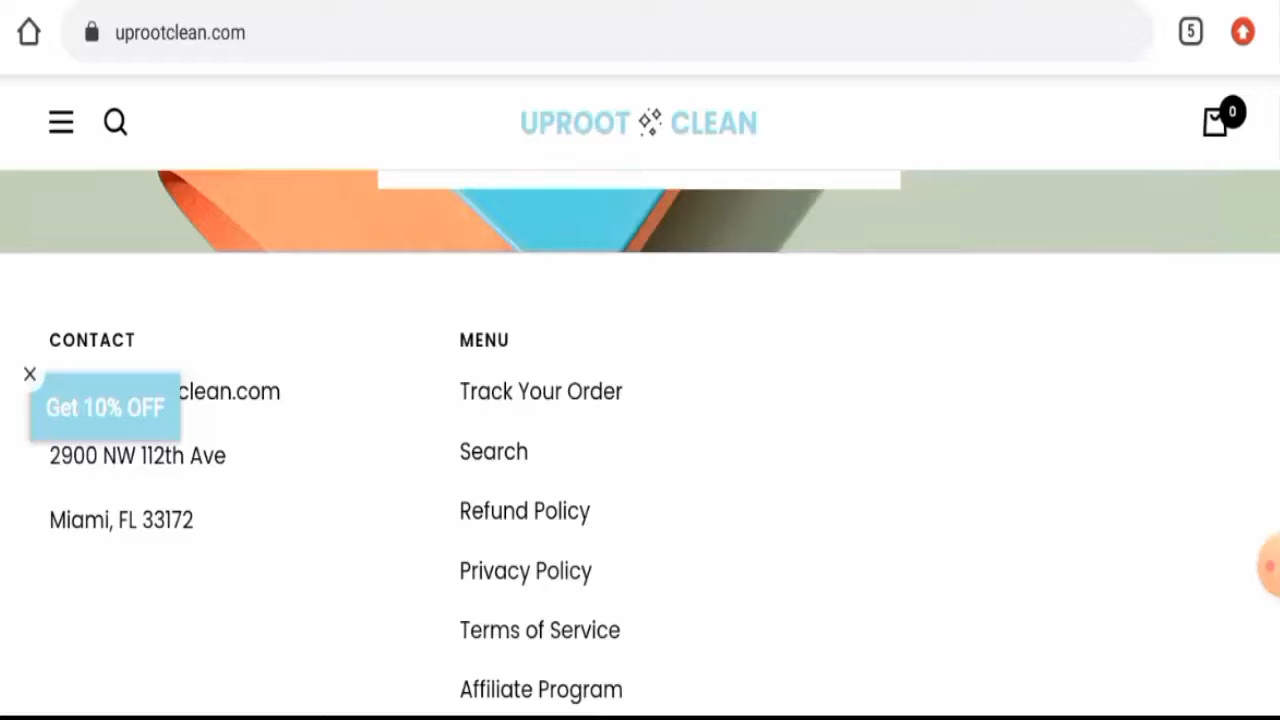 uprootclean.com
5
UPROOT CLEAN
0
CONTACT
clean.com
Get 10% OFF
2900 NW 112th Ave
Miami, FL 33172
MENU
Track Your Order
Search
Refund Policy
Privacy Policy
Terms of Service
Affiliate Program